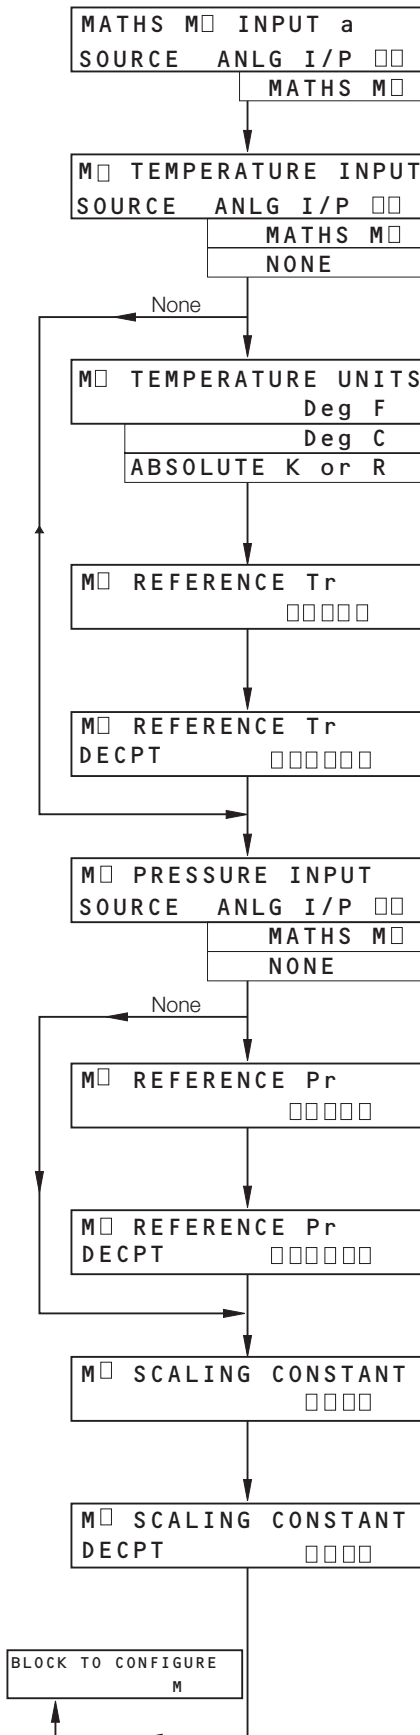 MATHS M□ INPUT a
SOURCE ANLG I/P □□
MATHS M□
M□ TEMPERATURE INPUT
SOURCE ANLG I/P □□
MATHS M□
NONE
None
M□ TEMPERATURE UNITS
Deg F
Deg C
ABSOLUTE K or R
M□ REFERENCE Tr
□□□□□
M□ REFERENCE Tr
DECPT □□□□□□
M□ PRESSURE INPUT
SOURCE ANLG I/P □□
MATHS M□
NONE
None
M□ REFERENCE Pr
□□□□□
M□ REFERENCE Pr
DECPT □□□□□□
M□ SCALING CONSTANT
□□□□
M□ SCALING CONSTANT
DECPT □□□□
BLOCK TO CONFIGURE
M